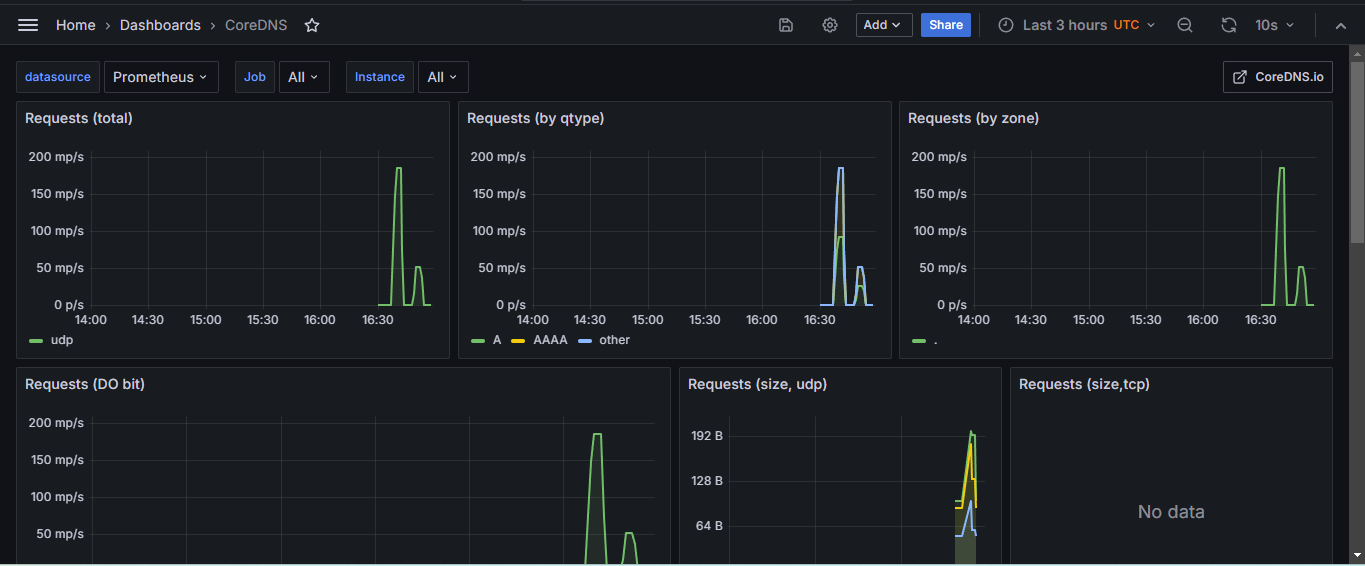 Home › Dashboards › CoreDNS Add Share Last 3 hours UTC 10s
datasource Prometheus Job All Instance All CoreDNS.io
Requests (total)
200 mp/s
150 mp/s
100 mp/s
50 mp/s
0 p/s
14:00 14:30 15:00 15:30 16:00 16:30
udp
Requests (by qtype)
200 mp/s
150 mp/s
100 mp/s
50 mp/s
0 p/s
14:00 14:30 15:00 15:30 16:00 16:30
A AAAA other
Requests (by zone)
200 mp/s
150 mp/s
100 mp/s
50 mp/s
0 p/s
14:00 14:30 15:00 15:30 16:00 16:30
.
Requests (DO bit)
200 mp/s
150 mp/s
100 mp/s
50 mp/s
Requests (size, udp)
192 B
128 B
64 B
Requests (size,tcp)
No data